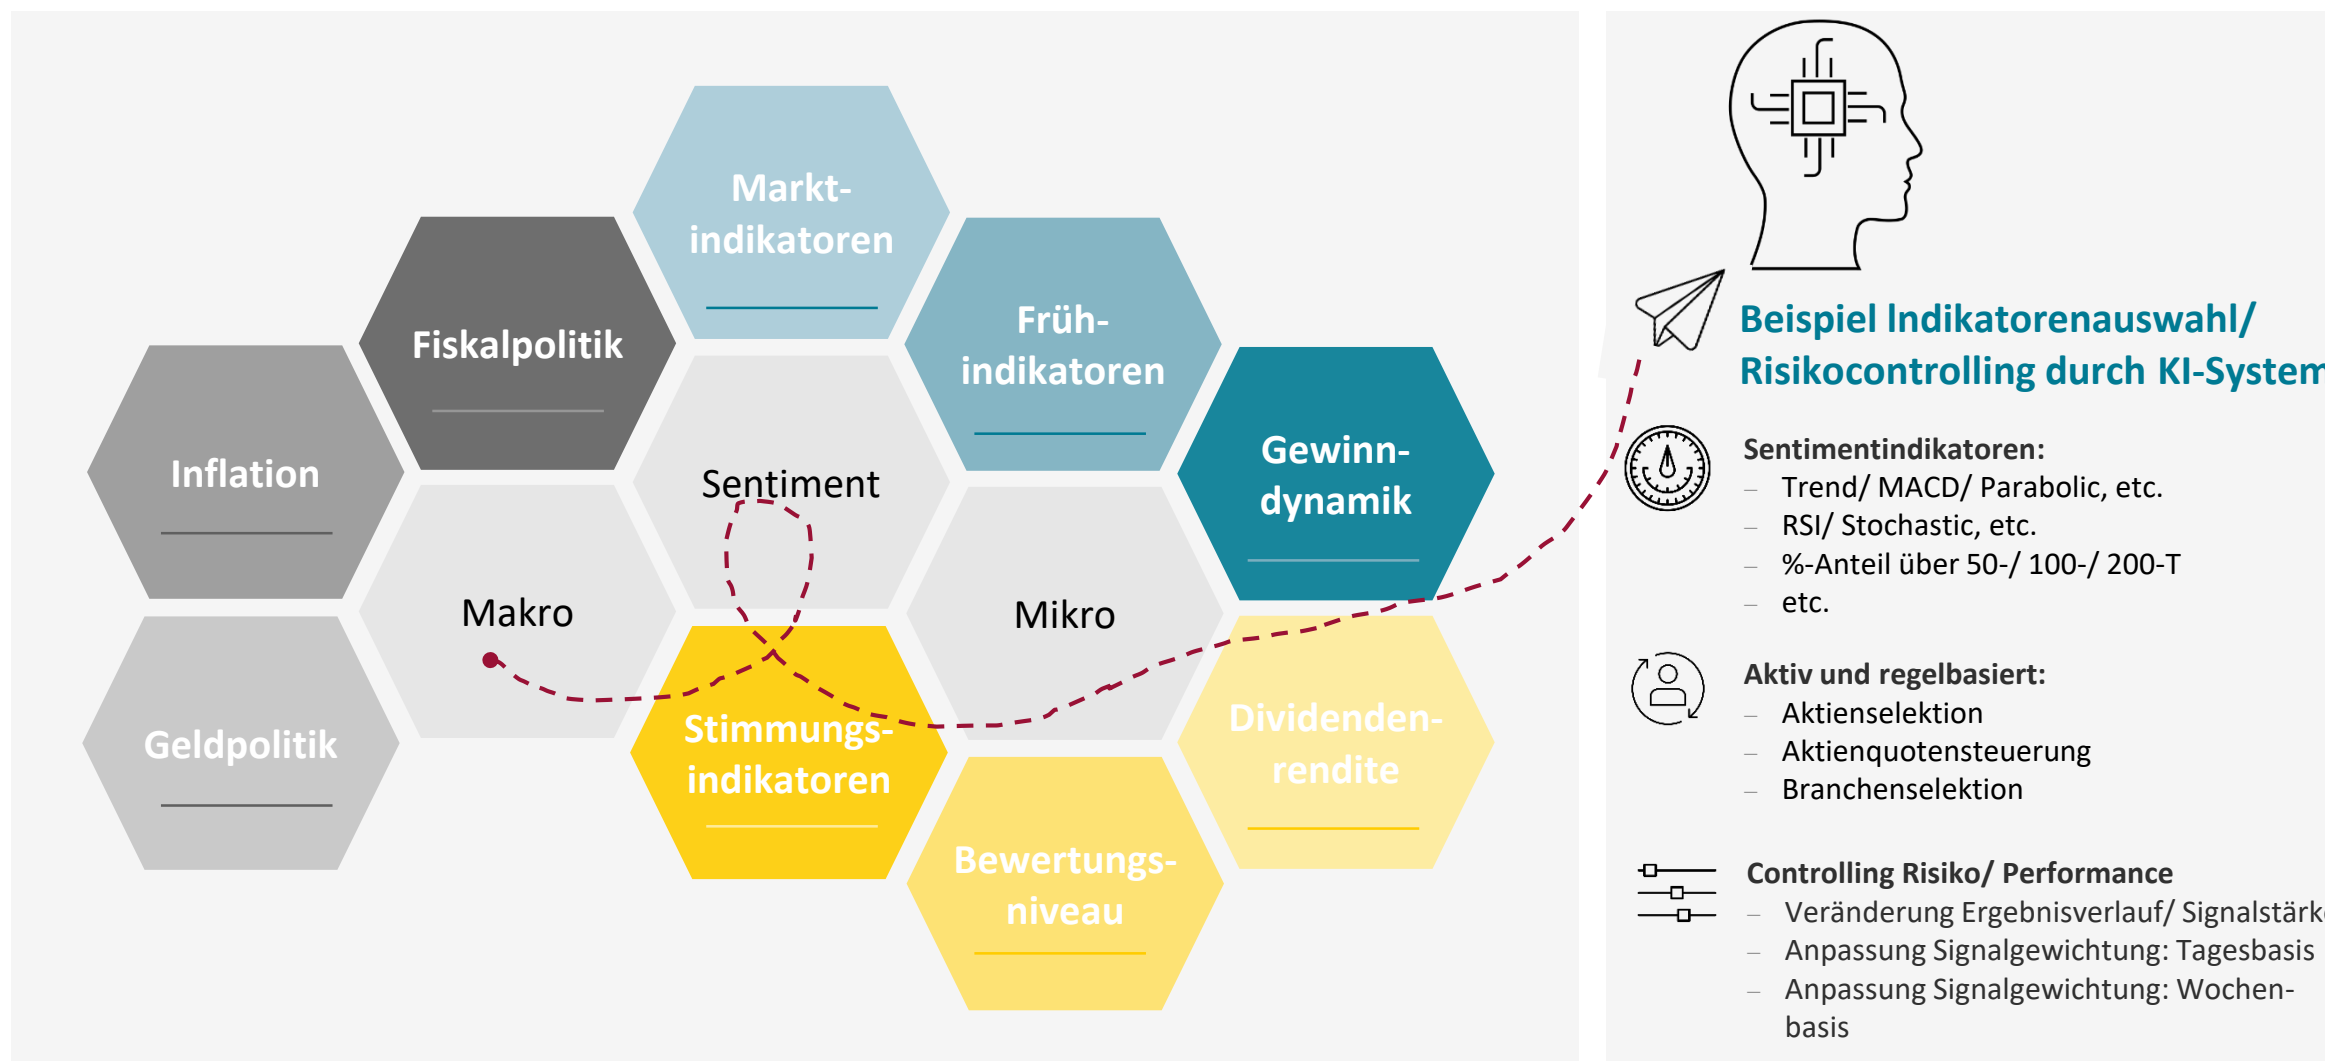 Markt-
indikatoren
Fiskalpolitik
Früh-
indikatoren
Inflation
Sentiment
Gewinn-
dynamik
Makro
Mikro
Geldpolitik
Stimmungs-
indikatoren
Dividenden-
rendite
Bewertungs-
niveau
Beispiel Indikatorenauswahl/
Risikocontrolling durch KI-System
Sentimentindikatoren:
– Trend/ MACD/ Parabolic, etc.
– RSI/ Stochastic, etc.
– %-Anteil über 50-/ 100-/ 200-T
– etc.
Aktiv und regelbasiert:
– Aktienselektion
– Aktienquotensteuerung
– Branchenselektion
Controlling Risiko/ Performance
– Veränderung Ergebnisverlauf/ Signalstärke
– Anpassung Signalgewichtung: Tagesbasis
– Anpassung Signalgewichtung: Wochen-
basis